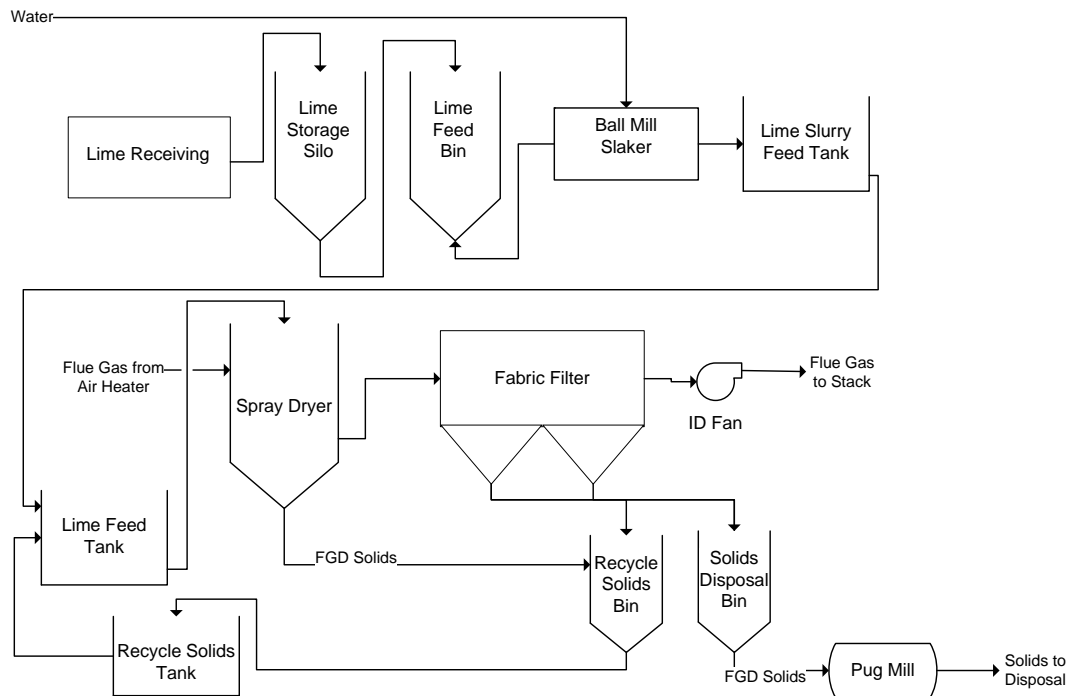 Water
Lime
Storage
Silo
Lime
Feed
Bin
Ball Mill
Slaker
Lime Slurry
Feed Tank
Lime Receiving
Flue Gas from
Air Heater
Spray Dryer
Fabric Filter
ID Fan
Flue Gas
to Stack
Lime Feed
Tank
FGD Solids
Recycle
Solids
Bin
Solids
Disposal
Bin
Recycle Solids
Tank
FGD Solids
Pug Mill
Solids to
Disposal